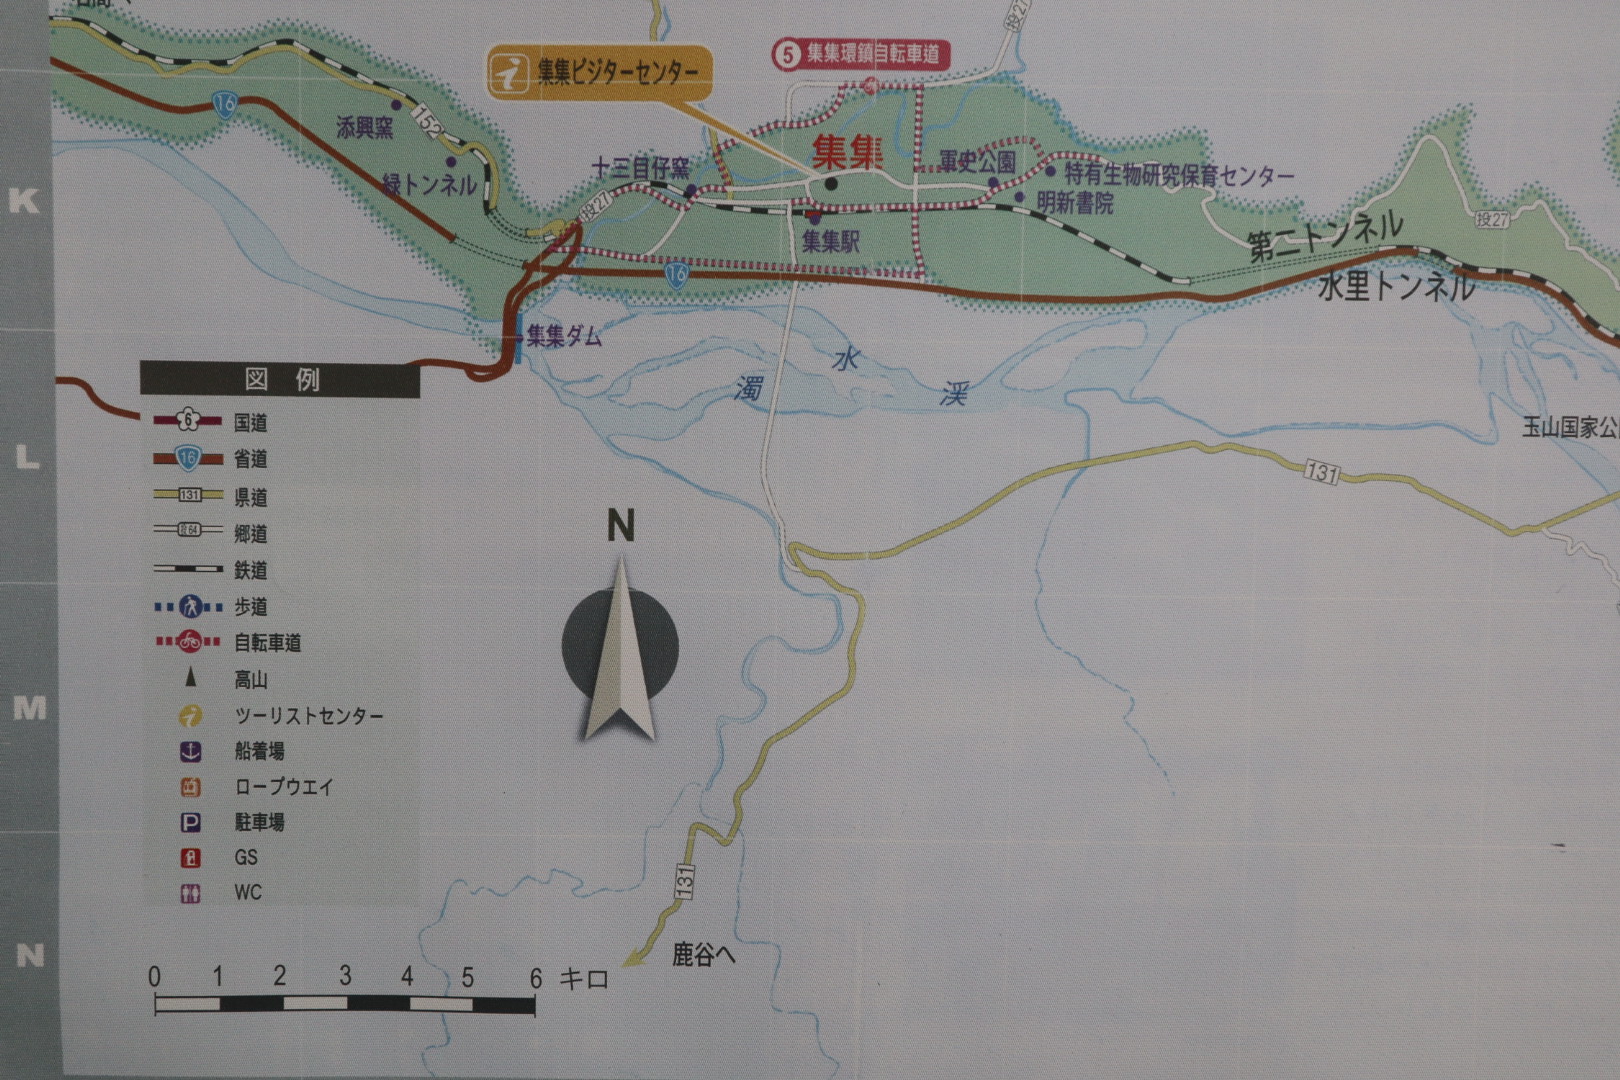 16
152
添興窯
緑トンネル
集集ビジターセンター
5 集集環鎮自転車道
投27
十三目仔窯
集集
軍史公園
特有生物研究保育センター
明新書院
投27
集集駅
16
第二トンネル
水里トンネル
投27
集集ダム
濁水渓
131
K
L
M
N
図 例
6 国道
16 省道
131 県道
投64 郷道
鉄道
歩道
自転車道
高山
ツーリストセンター
船着場
ロープウエイ
P 駐車場
GS
WC
N
131
鹿谷へ
0 1 2 3 4 5 6 キロ
玉山国家公